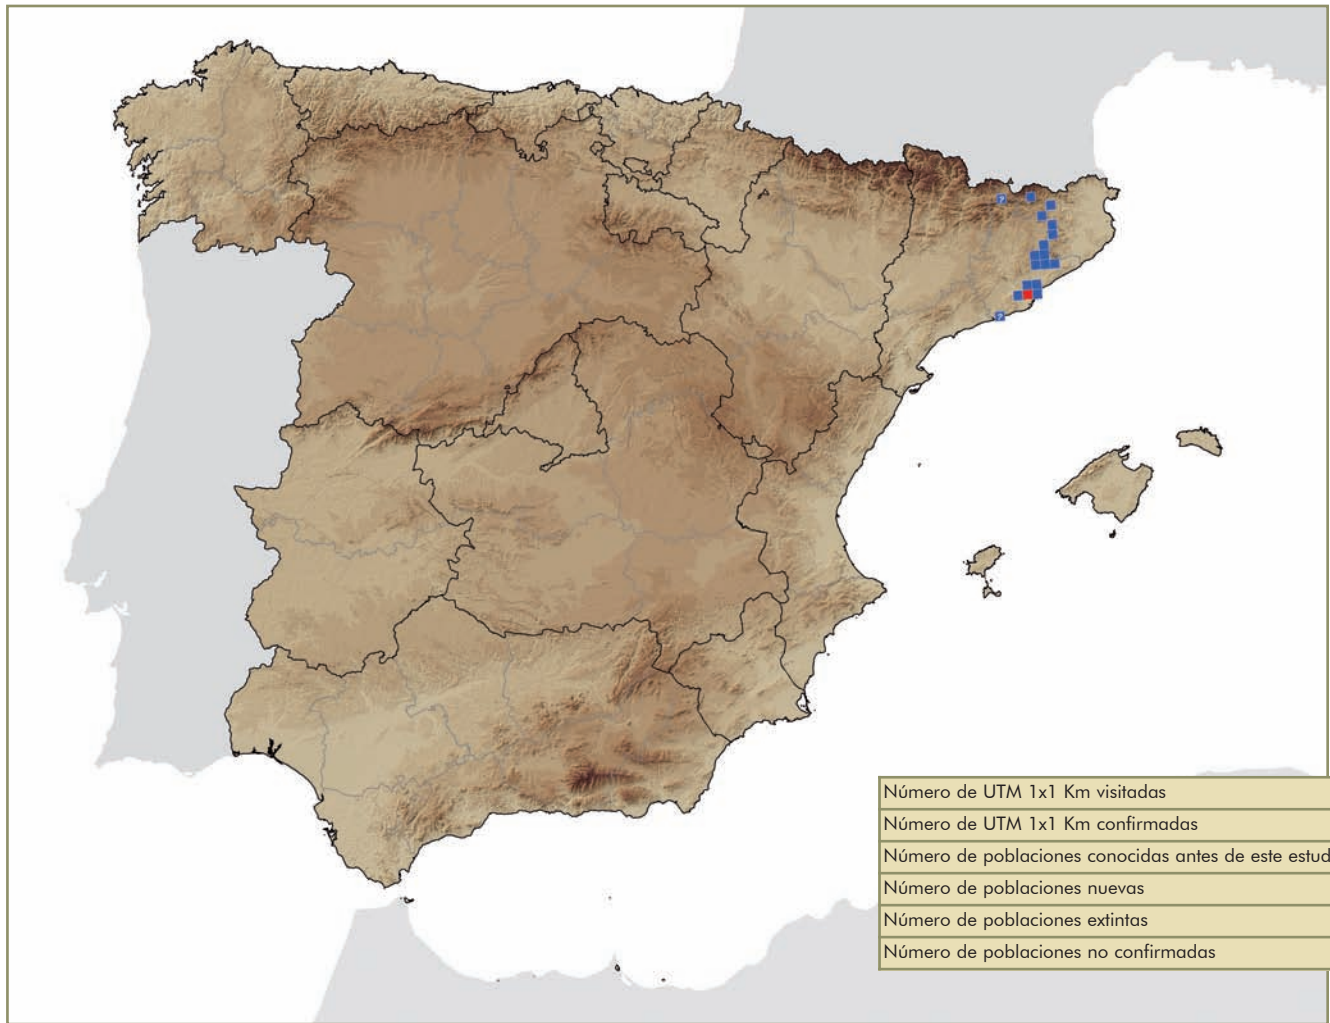 ?
?
Número de UTM 1x1 Km visitadas
Número de UTM 1x1 Km confirmadas
Número de poblaciones conocidas antes de este estud
Número de poblaciones nuevas
Número de poblaciones extintas
Número de poblaciones no confirmadas